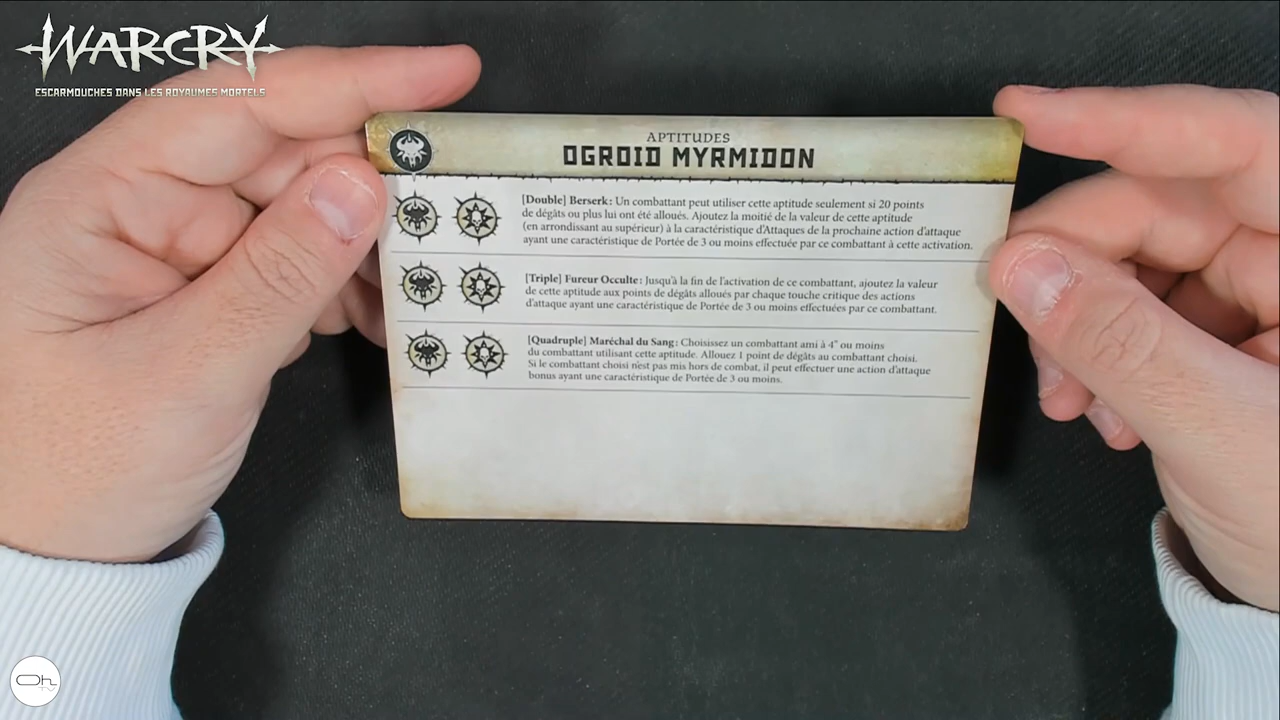 WARCRY
ESCARMOUCHES DANS LES ROYAUMES MORTELS
APTITUDES
OGROID MYRMIDON
[Double] Berserk : Un combattant peut utiliser cette aptitude seulement si 20 points
de dégâts ou plus lui ont été alloués. Ajoutez la moitié de la valeur de cette aptitude
(en arrondissant au supérieur) à la caractéristique d'Attaques de la prochaine action d'attaque
ayant une caractéristique de Portée de 3 ou moins effectuée par ce combattant à cette activation.
[Triple] Fureur Occulte : Jusqu'à la fin de l'activation de ce combattant, ajoutez la valeur
de cette aptitude aux points de dégâts alloués par chaque touche critique des actions
d'attaque ayant une caractéristique de Portée de 3 ou moins effectuées par ce combattant.
[Quadruple] Maréchal du Sang : Choisissez un combattant ami à 4" ou moins
du combattant utilisant cette aptitude. Allouez 1 point de dégâts au combattant choisi.
Si le combattant choisi n'est pas mis hors de combat, il peut effectuer une action d'attaque
bonus ayant une caractéristique de Portée de 3 ou moins.
Oh
TV